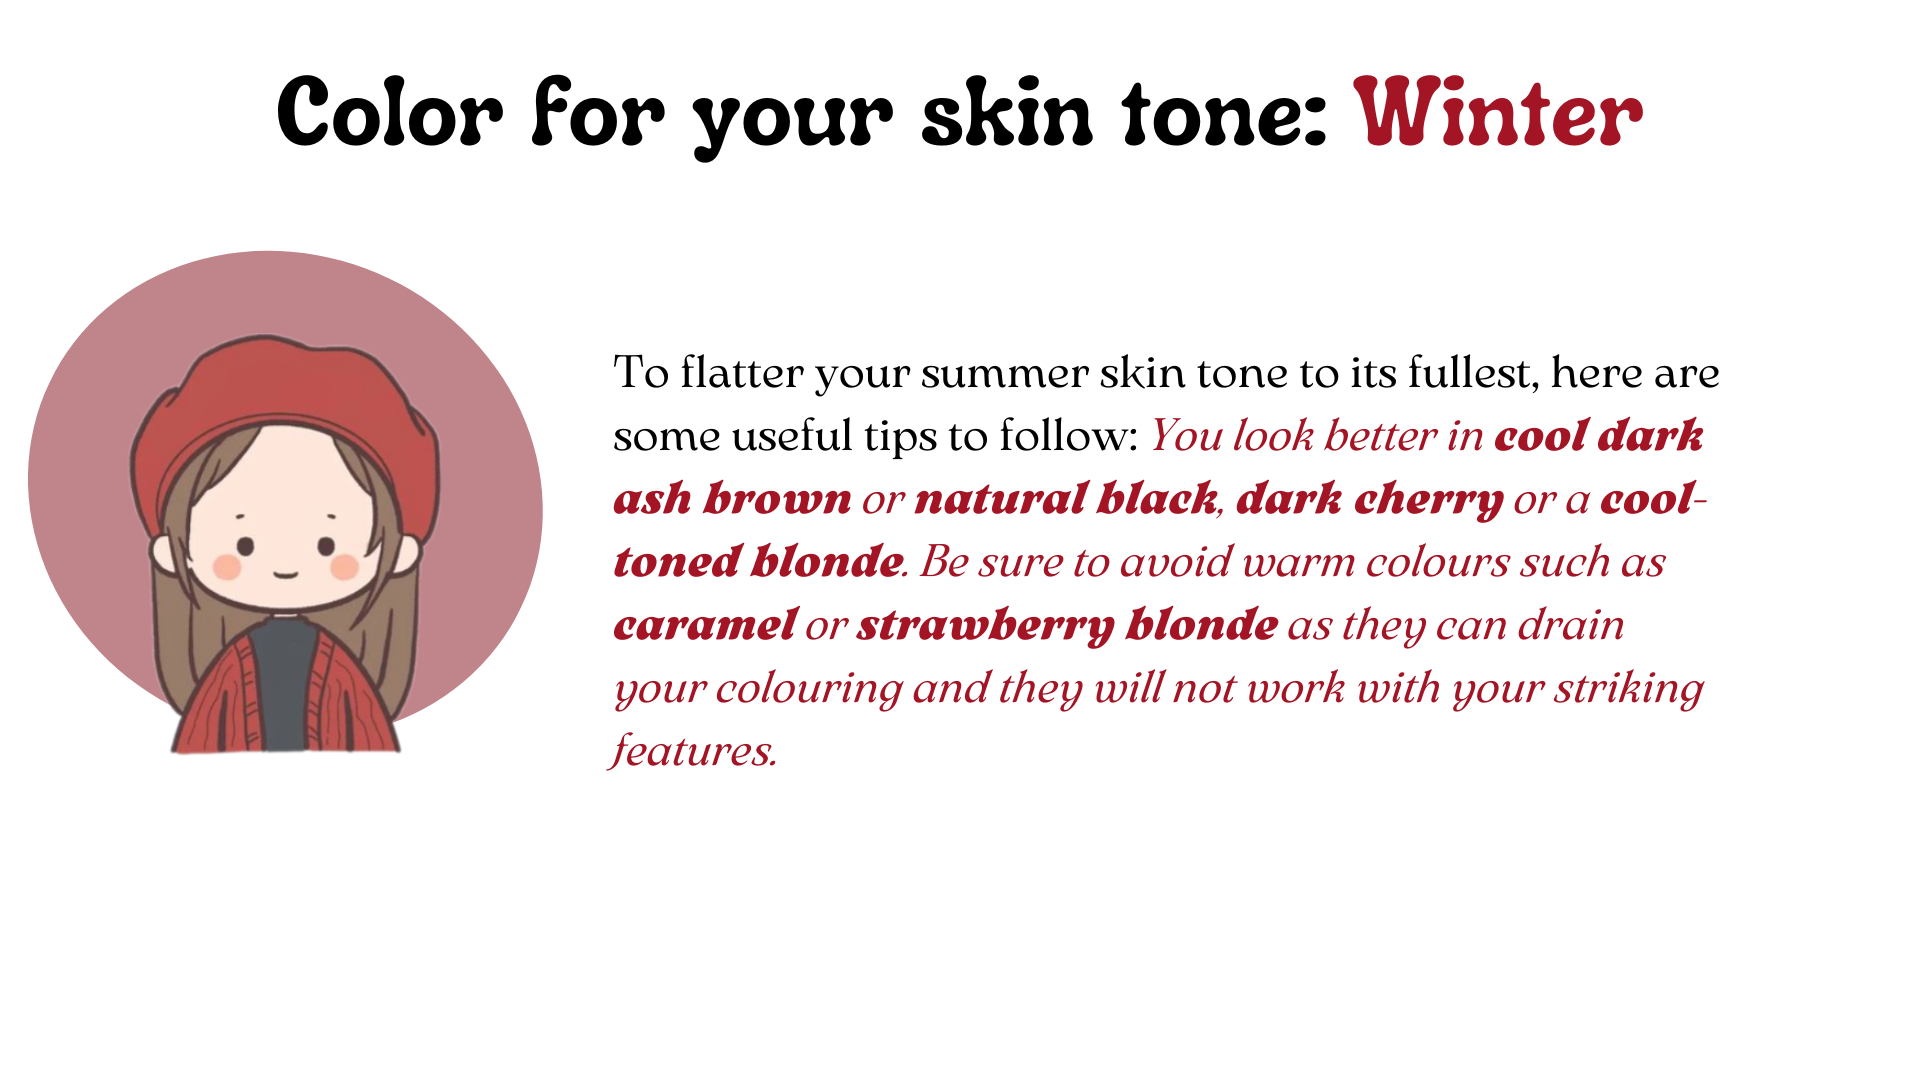 Color for your skin tone: Winter
To flatter your summer skin tone to its fullest, here are
some useful tips to follow: You look better in cool dark
ash brown or natural black, dark cherry or a cool-
toned blonde. Be sure to avoid warm colours such as
caramel or strawberry blonde as they can drain
your colouring and they will not work with your striking
features.